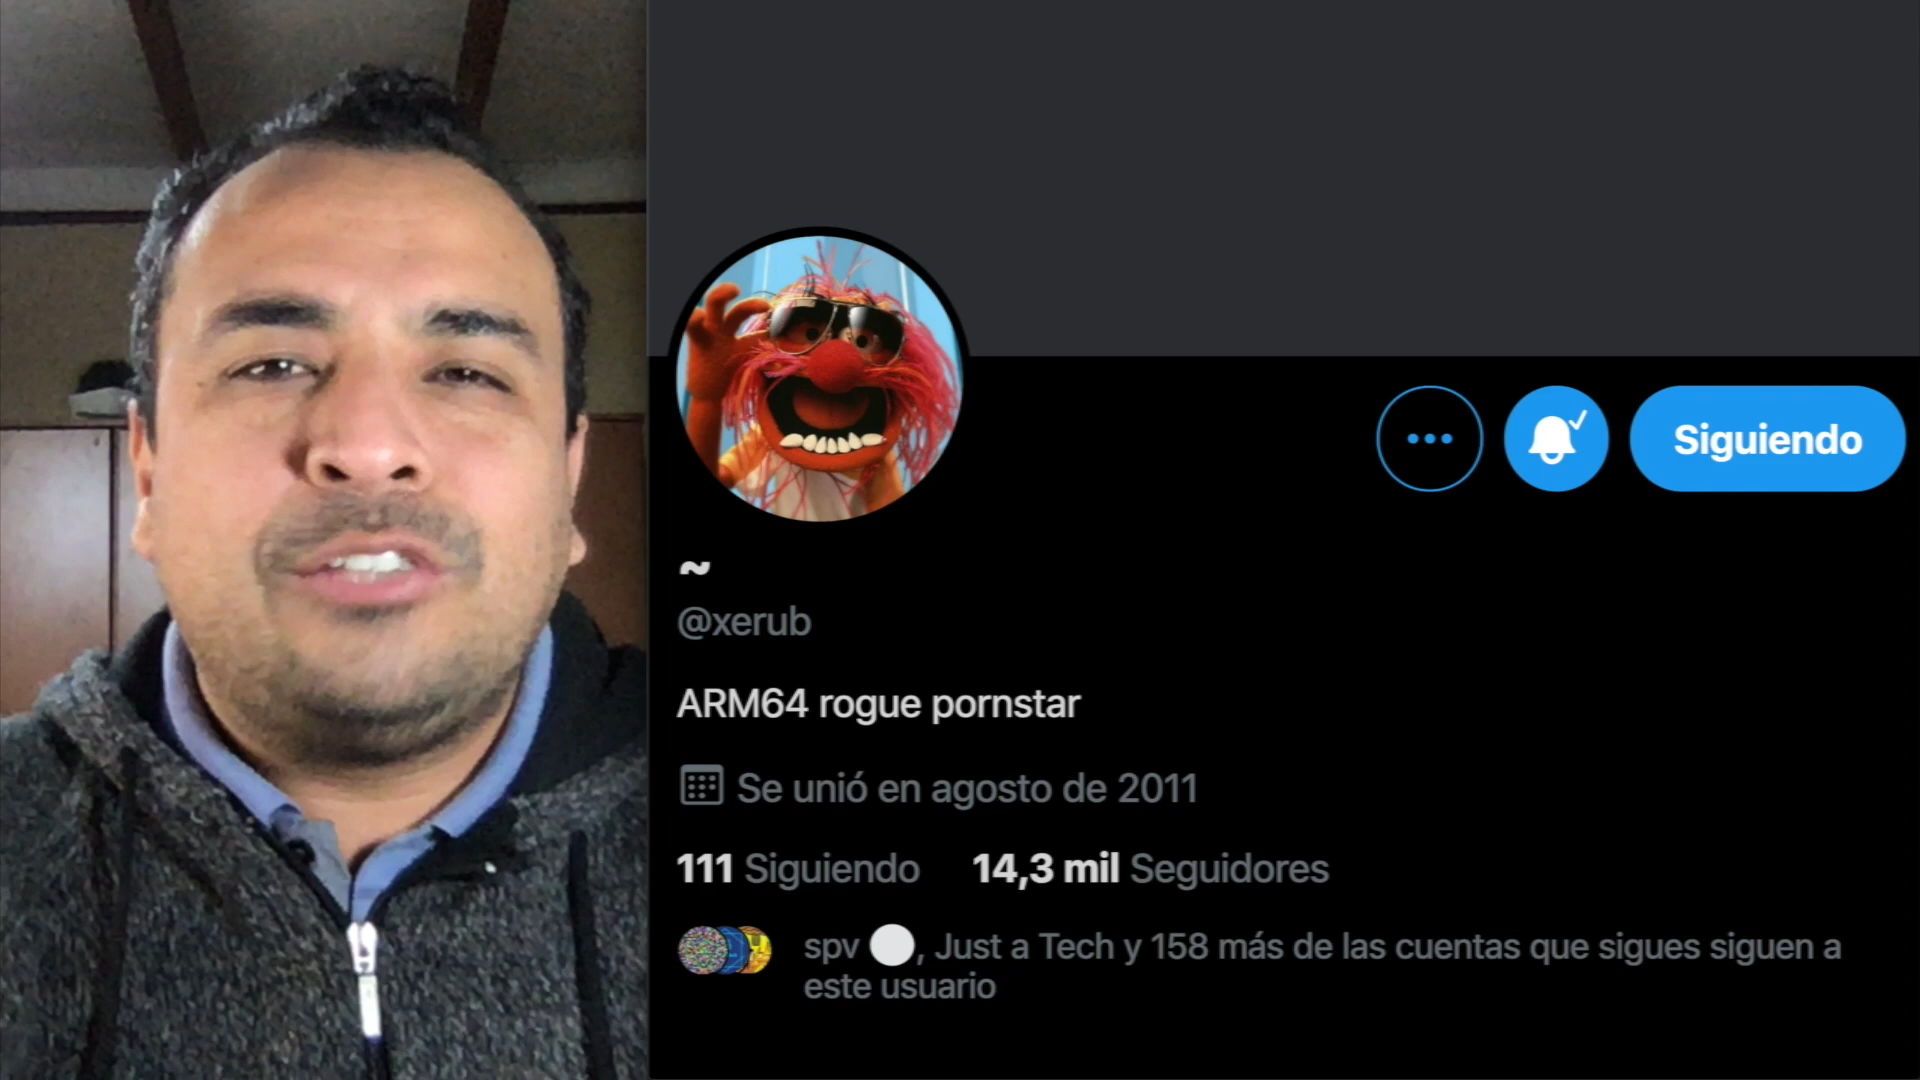 Siguiendo
~
@xerub
ARM64 rogue pornstar
Se unió en agosto de 2011
111 Siguiendo 14,3 mil Seguidores
spv ⚪, Just a Tech y 158 más de las cuentas que sigues siguen a
este usuario